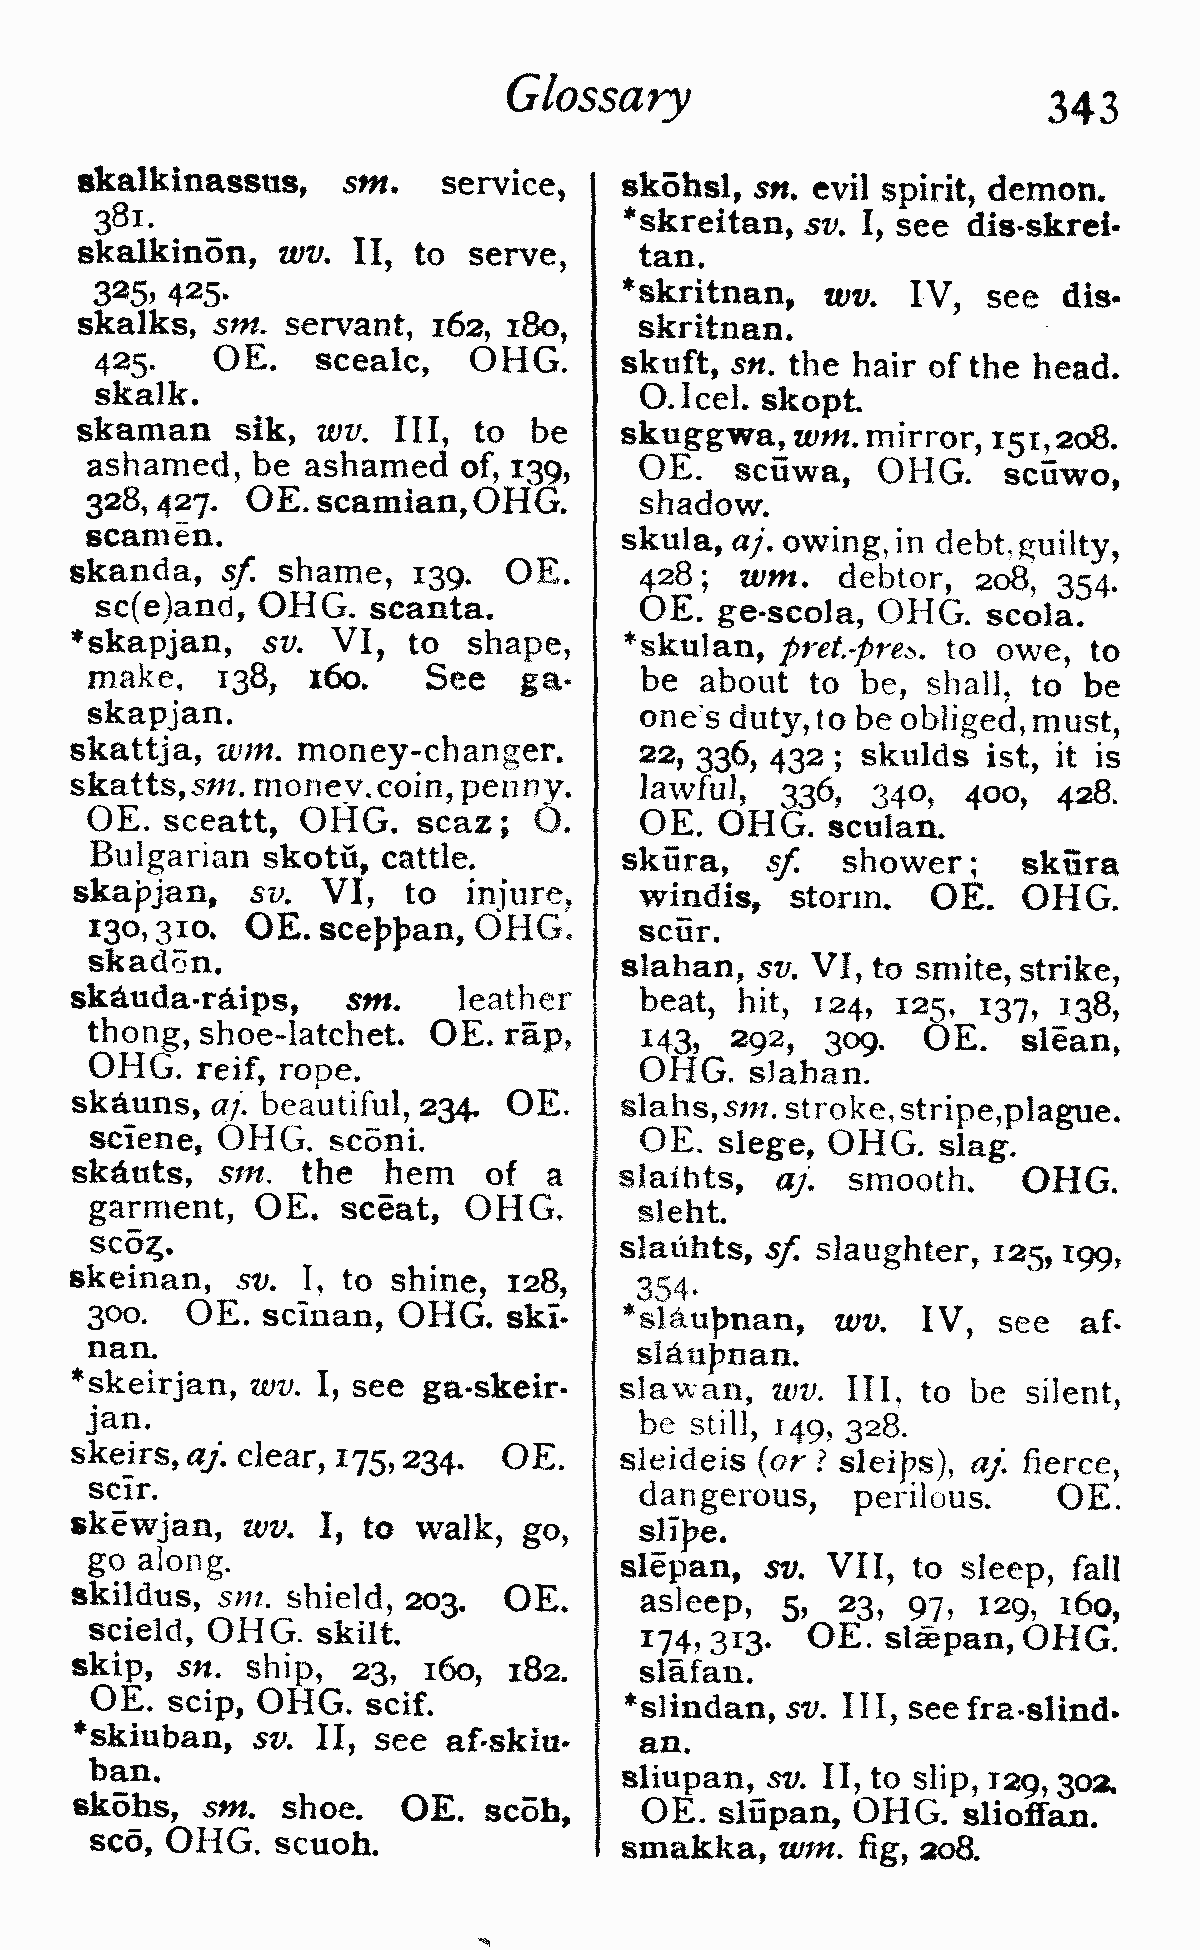 Glossary
343
skalkinassus, sm. service,
381.
skalkinōn, wv. II, to serve,
325, 425.
skalks, sm. servant, 162, 180,
425. OE. scealc, OHG.
skalk.
skaman sik, wv. III, to be
ashamed, be ashamed of, 139,
328, 427. OE. scamian, OHG.
scamēn.
skanda, sf. shame, 139. OE.
sc(e)and, OHG. scanta.
*skapjan, sv. VI, to shape,
make, 138, 160. See ga-
skapjan.
skattja, wm. money-changer.
skatts, sm. money, coin, penny.
OE. sceatt, OHG. scaz; O.
Bulgarian skotŭ, cattle.
skaþjan, sv. VI, to injure,
130, 310. OE. sceþþan, OHG.
skadōn.
skáuda-ráips, sm. leather
thong, shoe-latchet. OE. rāp,
OHG. reif, rope.
skáuns, aj. beautiful, 234. OE.
scīene, OHG. scōni.
skáuts, sm. the hem of a
garment, OE. scēat, OHG.
scōʒ.
skeinan, sv. I, to shine, 128,
300. OE. scīnan, OHG. skī-
nan.
*skeirjan, wv. I, see ga-skeir-
jan.
skeirs, aj. clear, 175, 234. OE.
scīr.
skēwjan, wv. I, to walk, go,
go along.
skildus, sm. shield, 203. OE.
scield, OHG. skilt.
skip, sn. ship, 23, 160, 182.
OE. scip, OHG. scif.
*skiuban, sv. II, see af-skiu-
ban.
skōhs, sm. shoe. OE. scōh,
scō, OHG. scuoh.
skōhsl, sn. evil spirit, demon.
*skreitan, sv. I, see dis-skrei-
tan.
*skritnan, wv. IV, see dis-
skritnan.
skuft, sn. the hair of the head.
O.Icel. skopt.
skuggwa, wm. mirror, 151, 208.
OE. scūwa, OHG. scūwo,
shadow.
skula, aj. owing, in debt, guilty,
428; wm. debtor, 208, 354.
OE. ge-scola, OHG. scola.
*skulan, pret.-pres. to owe, to
be about to be, shall, to be
one's duty, to be obliged, must,
22, 336, 432; skulds ist, it is
lawful, 336, 340, 400, 428.
OE. OHG. sculan.
skūra, sf. shower; skūra
windis, storm. OE. OHG.
scūr.
slahan, sv. VI, to smite, strike,
beat, hit, 124, 125, 137, 138,
143, 292, 309. OE. slēan,
OHG. slahan.
slahs, sm. stroke, stripe, plague.
OE. slege, OHG. slag.
slaíhts, aj. smooth. OHG.
sleht.
slaúhts, sf. slaughter, 125, 199,
354.
*sláuþnan, wv. IV, see af-
sláuþnan.
slawan, wv. III, to be silent,
be still, 149, 328.
sleideis (or ? sleiþs), aj. fierce,
dangerous, perilous. OE.
slīþe.
slēpan, sv. VII, to sleep, fall
asleep, 5, 23, 97, 129, 160,
174, 313. OE. slǣpan, OHG.
slāfan.
*slindan, sv. III, see fra-slind-
an.
sliupan, sv. II, to slip, 129, 302.
OE. slūpan, OHG. slioffan.
smakka, wm. fig, 208.